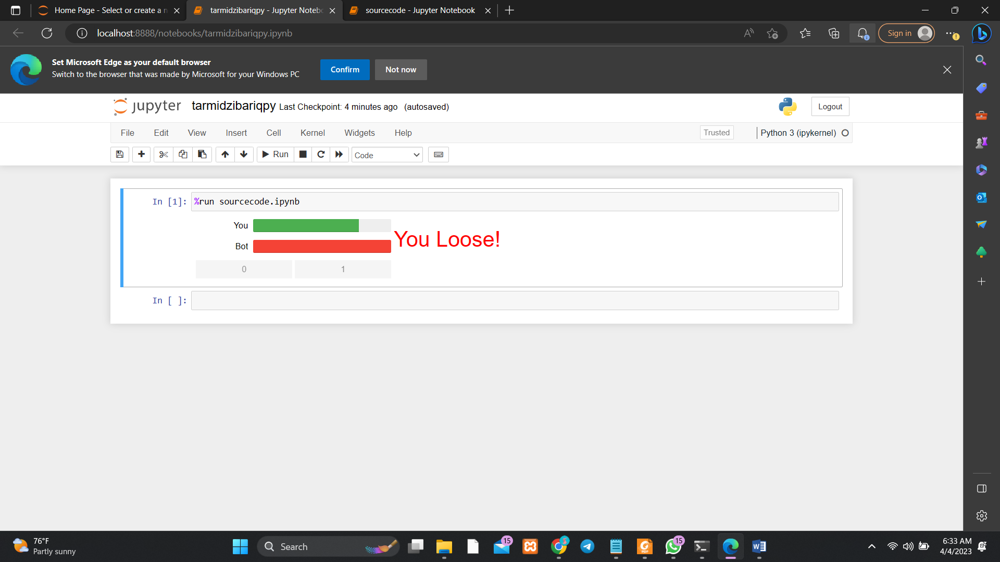 Home Page - Select or create a n
tarmidzibariqpy - Jupyter Noteb
sourcecode - Jupyter Notebook
localhost:8888/notebooks/tarmidzibariqpy.ipynb
Sign in
Set Microsoft Edge as your default browser
Switch to the browser that was made by Microsoft for your Windows PC
Confirm
Not now
jupyter
tarmidzibariqpy Last Checkpoint: 4 minutes ago (autosaved)
Logout
File Edit View Insert Cell Kernel Widgets Help
Trusted
Python 3 (ipykernel)
Run
Code
In [1]: %run sourcecode.ipynb
You
Bot
You Loose!
0 1
In [ ]:
76°F
Partly sunny
Search
15
3
PDF
15
6:33 AM
4/4/2023